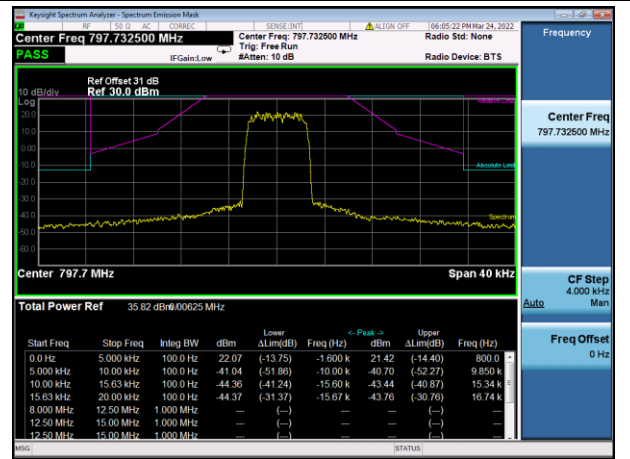 Keysight Spectrum Analyzer - Spectrum Emission Mask
RF 50 Ω AC CORREC SENSE:INT ALIGN OFF 06:05:22 PM Mar 24, 2022
Center Freq 797.732500 MHz
Center Freq: 797.732500 MHz Radio Std: None
Trig: Free Run
PASS IFGain:Low #Atten: 10 dB Radio Device: BTS
Ref Offset 31 dB
10 dB/div Ref 30.0 dBm
Log
20.0
10.0
0.00
Absolute Limit
-10.0
-20.0
-30.0
Spectrum
-40.0
-50.0
-60.0
Center 797.7 MHz Span 40 kHz
Total Power Ref 35.82 dBm/0.00625 MHz
Lower <- Peak -> Upper
Start Freq Stop Freq Integ BW dBm ΔLim(dB) Freq (Hz) dBm ΔLim(dB) Freq (Hz)
0.0 Hz 5.000 kHz 100.0 Hz 22.07 (-13.75) -1.600 k 21.42 (-14.40) 800.0
5.000 kHz 10.00 kHz 100.0 Hz -41.04 (-51.86) -10.00 k -40.70 (-52.27) 9.850 k
10.00 kHz 15.63 kHz 100.0 Hz -44.36 (-41.24) -15.60 k -43.44 (-40.87) 15.34 k
15.63 kHz 20.00 kHz 100.0 Hz -44.37 (-31.37) -15.67 k -43.76 (-30.76) 16.74 k
8.000 MHz 12.50 MHz 1.000 MHz --- (---) --- --- (---) ---
12.50 MHz 15.00 MHz 1.000 MHz --- (---) --- --- (---) ---
12.50 MHz 15.00 MHz 1.000 MHz --- (---) --- --- (---) ---
MSG STATUS
Frequency
Center Freq
797.732500 MHz
CF Step
4.000 kHz
Auto Man
Freq Offset
0 Hz